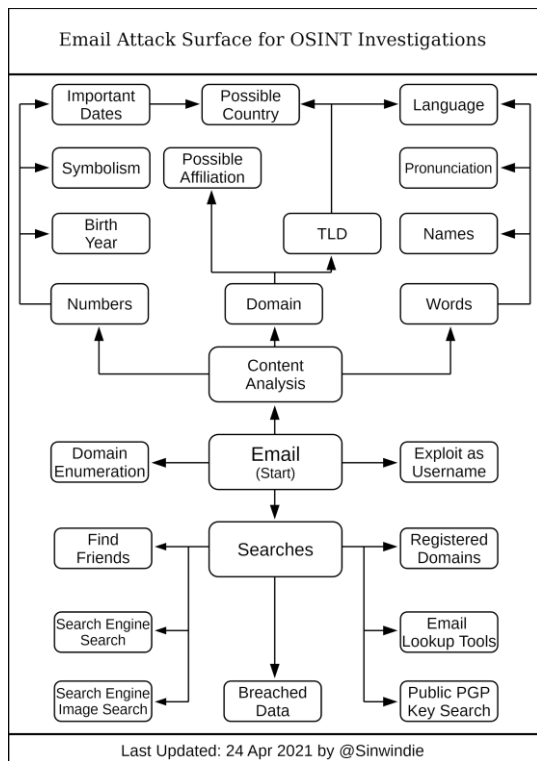 Email Attack Surface for OSINT Investigations
Important
Dates
Possible
Country
Language
Symbolism
Possible
Affiliation
Pronunciation
Birth
Year
TLD
Names
Numbers
Domain
Words
Content
Analysis
Domain
Enumeration
Email
(Start)
Exploit as
Username
Find
Friends
Searches
Registered
Domains
Search Engine
Search
Email
Lookup Tools
Search Engine
Image Search
Breached
Data
Public PGP
Key Search
Last Updated: 24 Apr 2021 by @Sinwindie